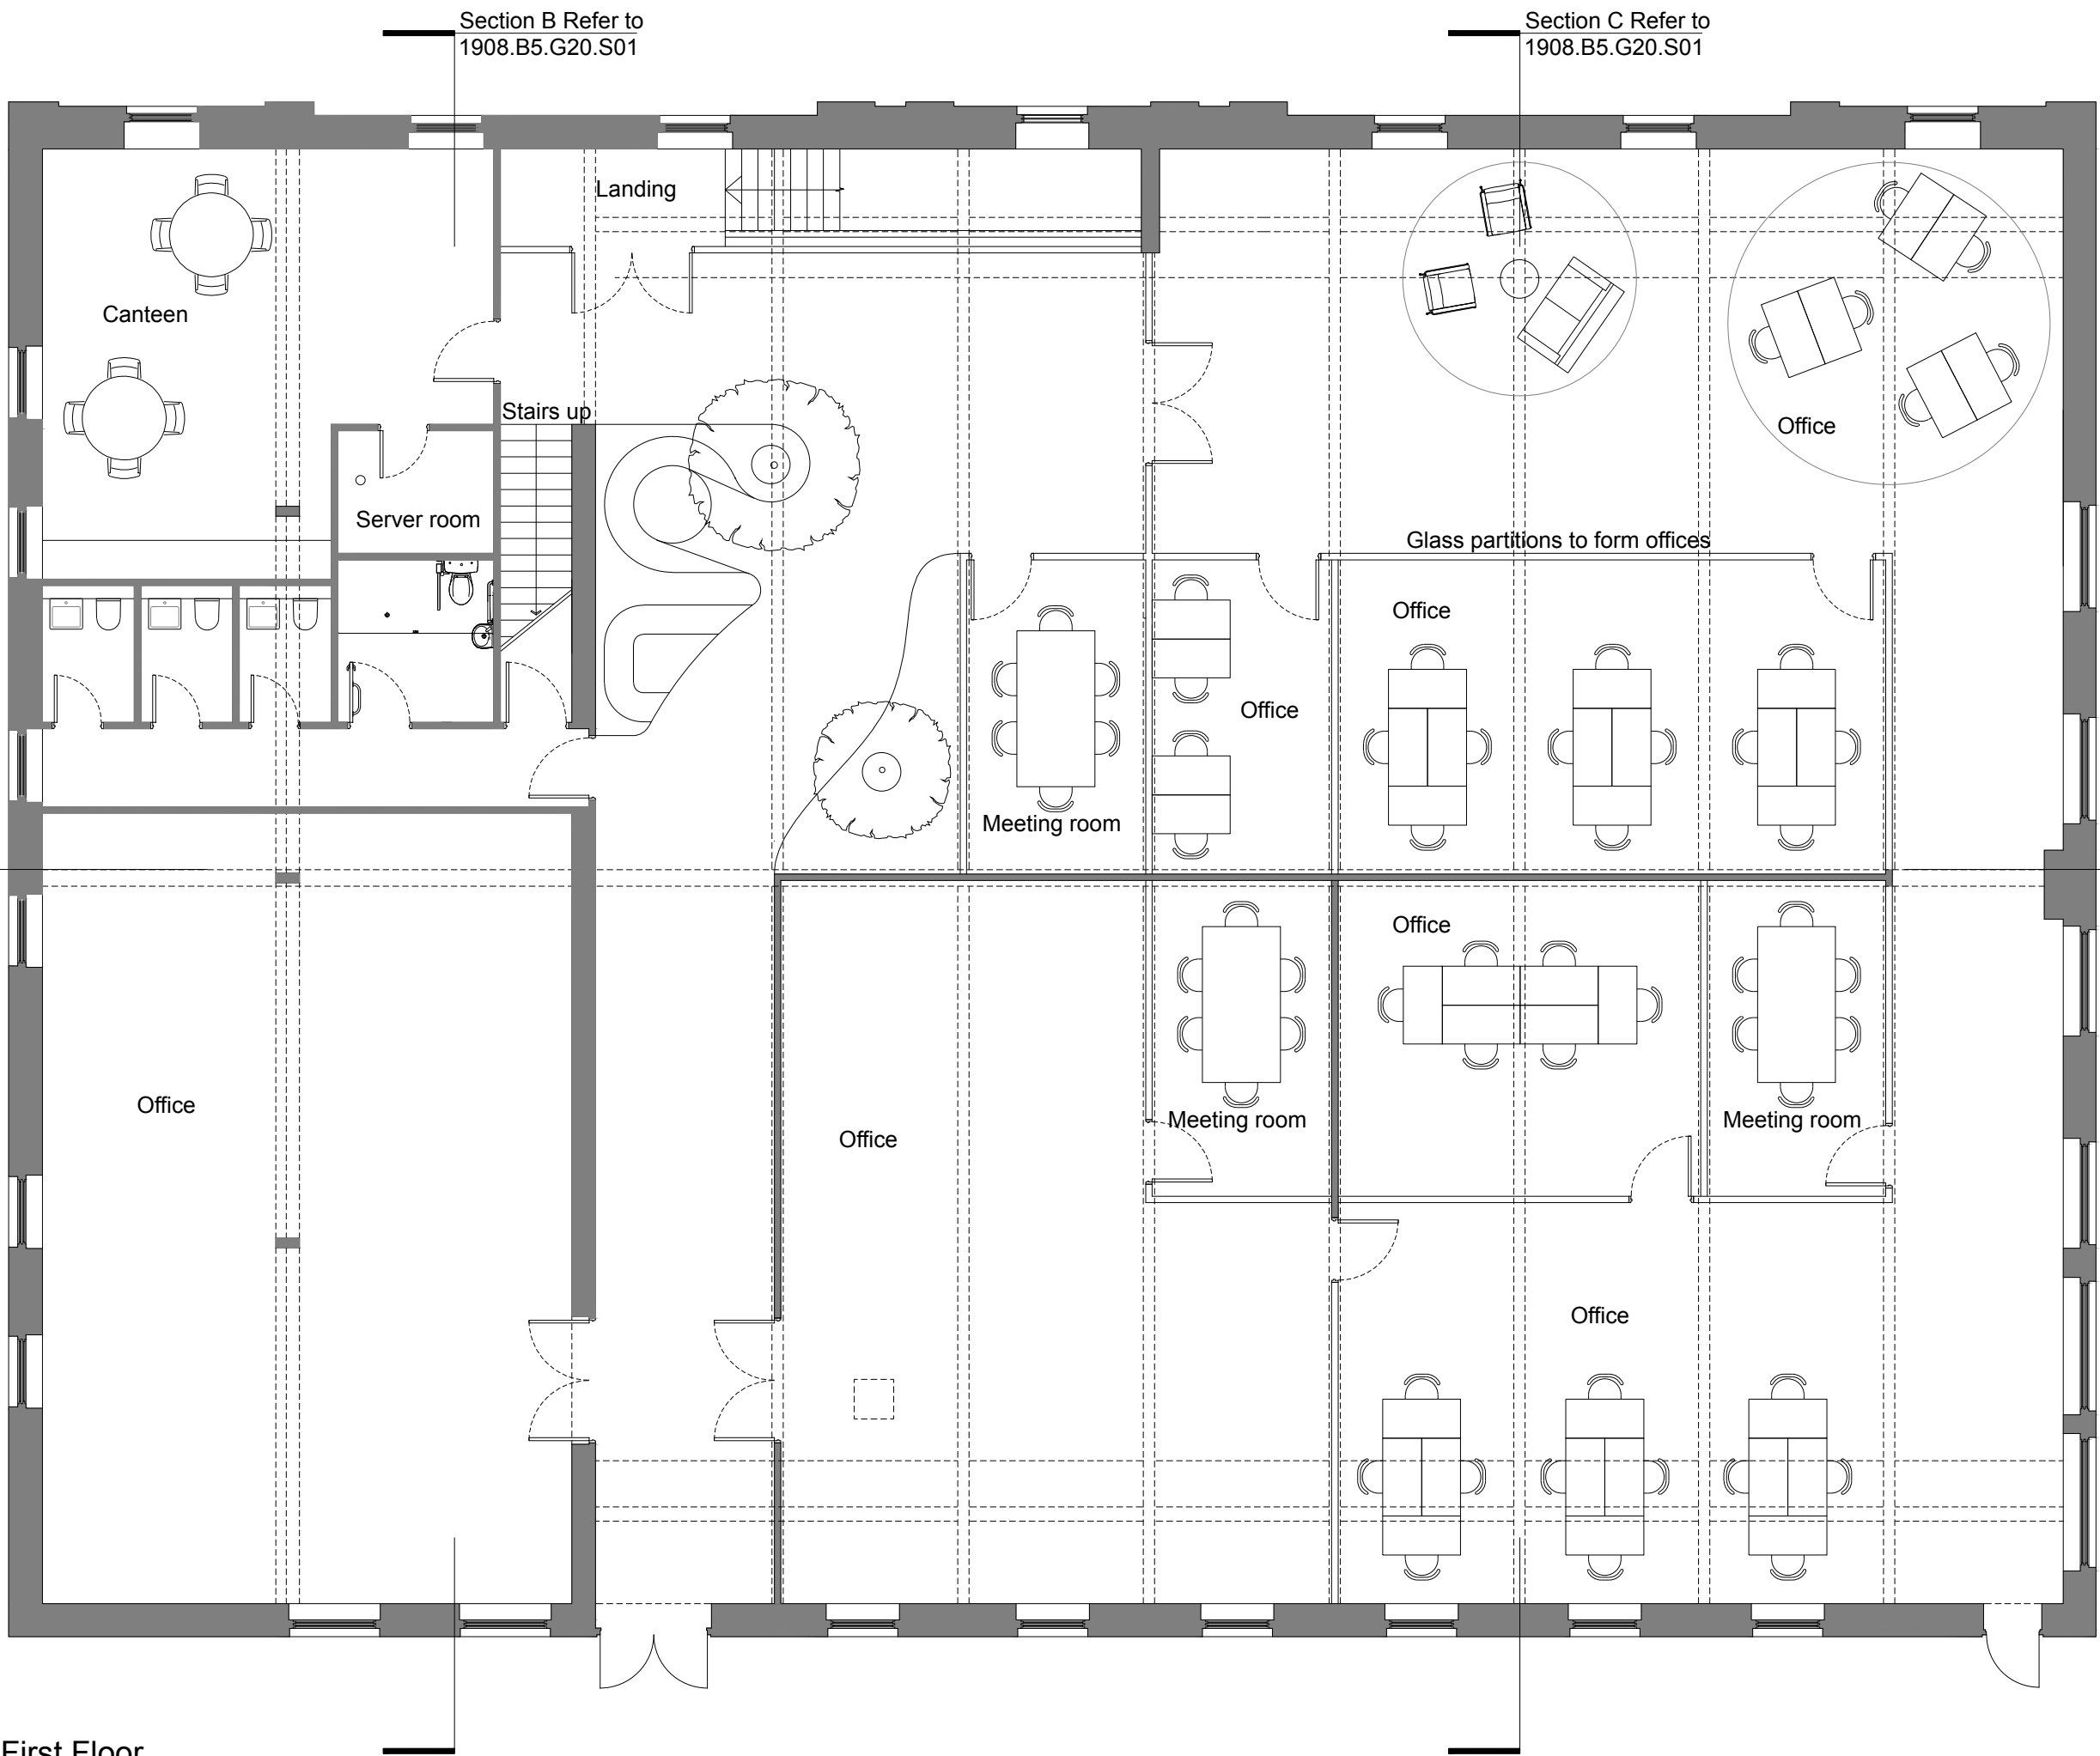 Section B Refer to
1908.B5.G20.S01
Section C Refer to
1908.B5.G20.S01
Landing
Canteen
Stairs up
Office
Server room
Glass partitions to form offices
Office
Office
Meeting room
Office
Office
Meeting room
Meeting room
Office
Office
First Floor